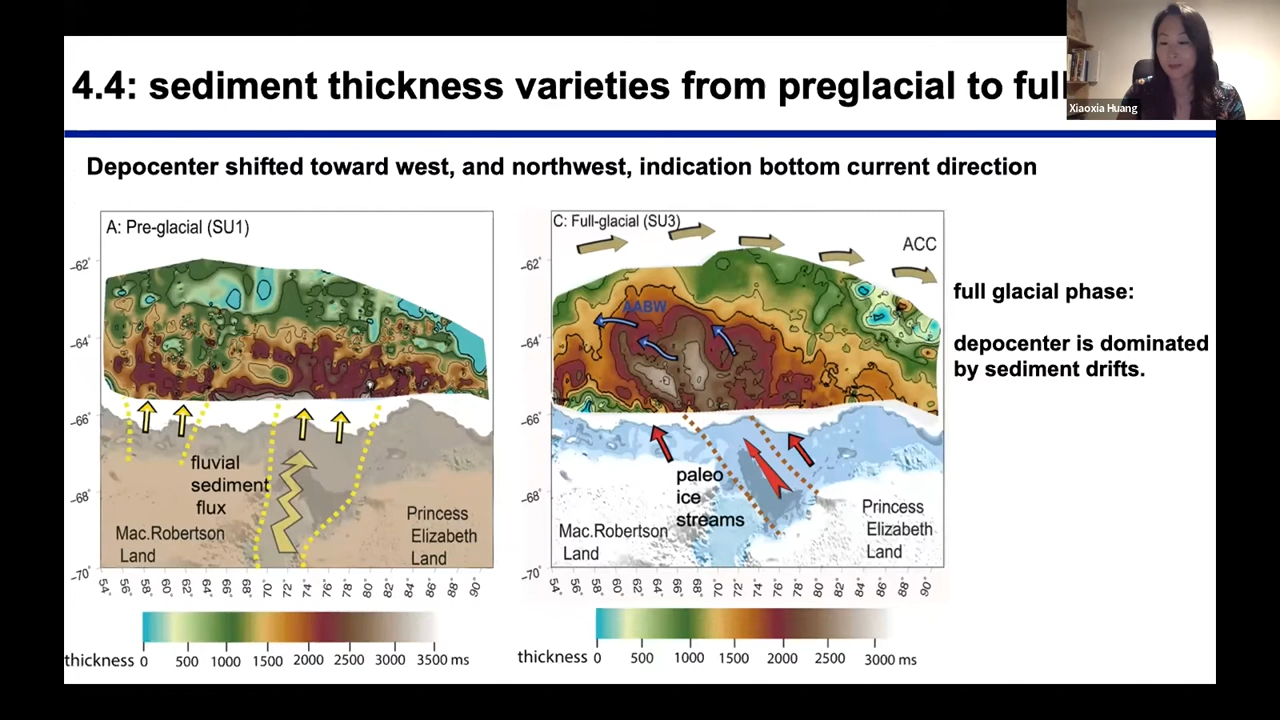 4.4: sediment thickness varieties from preglacial to full
Xiaoxia Huang
Depocenter shifted toward west, and northwest, indication bottom current direction
A: Pre-glacial (SU1)
-62°
-64°
-66°
-68°
-70°
fluvial
sediment
flux
Mac.Robertson
Land
Princess
Elizabeth
Land
54° 56° 58° 60° 62° 64° 66° 68° 70° 72° 74° 76° 78° 80° 82° 84° 86° 88° 90°
thickness 0 500 1000 1500 2000 2500 3000 3500 ms
C: Full-glacial (SU3)
ACC
-62°
AABW
-64°
-66°
-68°
-70°
paleo
ice
streams
Mac.Robertson
Land
Princess
Elizabeth
Land
54° 56° 58° 60° 62° 64° 66° 68° 70° 72° 74° 76° 78° 80° 82° 84° 86° 88° 90°
thickness 0 500 1000 1500 2000 2500 3000 ms
full glacial phase:
depocenter is dominated
by sediment drifts.